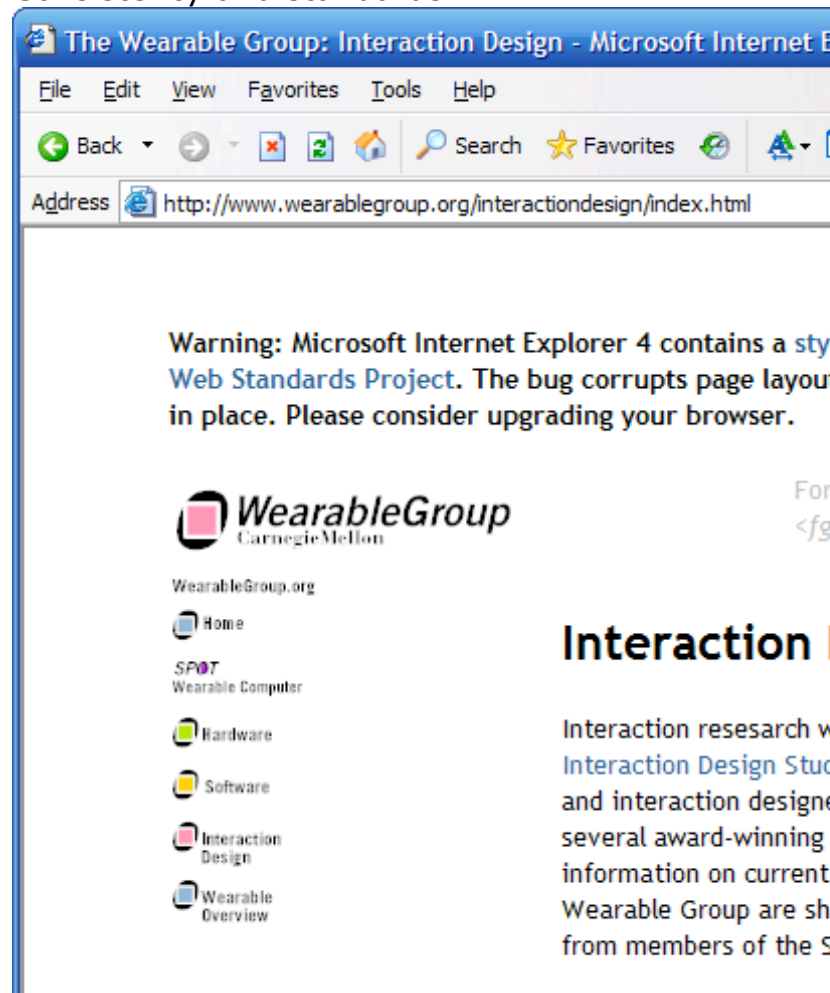 The Wearable Group: Interaction Design - Microsoft Internet E
File Edit View Favorites Tools Help
Back Search Favorites
Address http://www.wearablegroup.org/interactiondesign/index.html
Warning: Microsoft Internet Explorer 4 contains a sty
Web Standards Project. The bug corrupts page layout
in place. Please consider upgrading your browser.
WearableGroup
CarnegieMellon
For
<fg
WearableGroup.org
Home
SPOT
Wearable Computer
Hardware
Software
Interaction
Design
Wearable
Overview
Interaction
Interaction resesarch w
Interaction Design Stud
and interaction designe
several award-winning
information on current
Wearable Group are sh
from members of the S